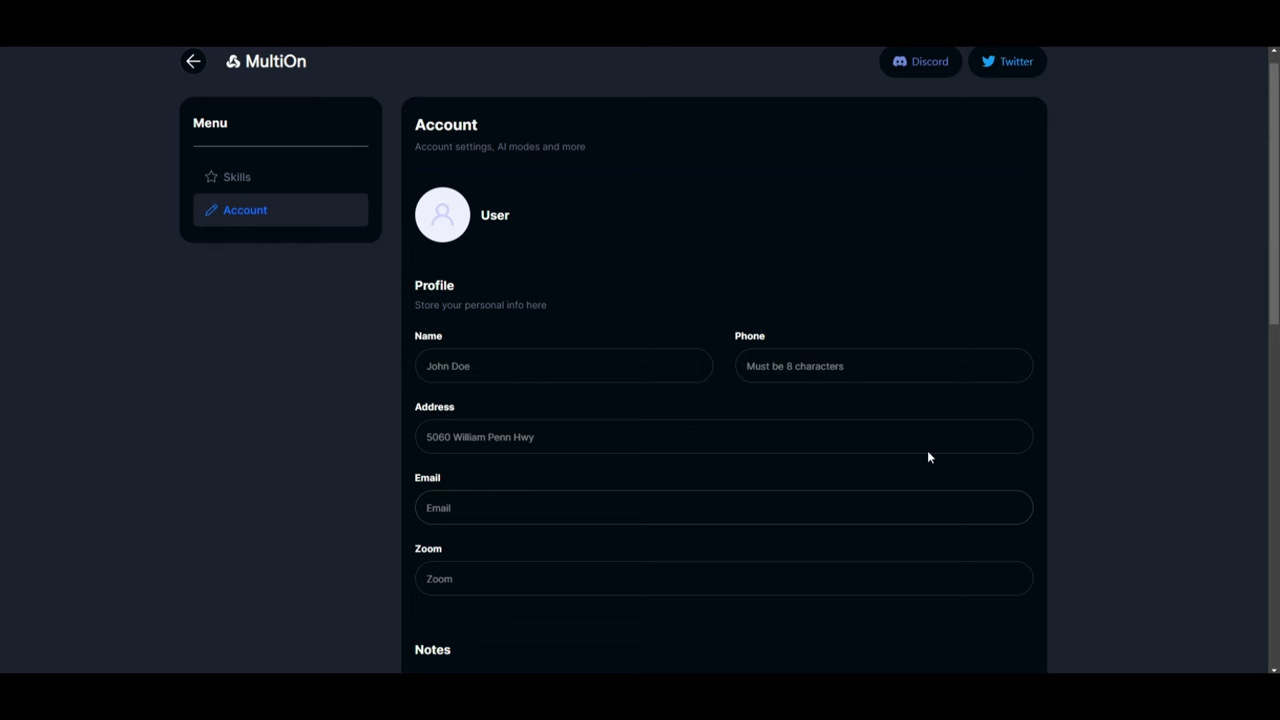 MultiOn
Discord
Twitter
Menu
Skills
Account
Account
Account settings, AI modes and more
User
Profile
Store your personal info here
Name
Phone
John Doe
Must be 8 characters
Address
5060 William Penn Hwy
Email
Email
Zoom
Zoom
Notes